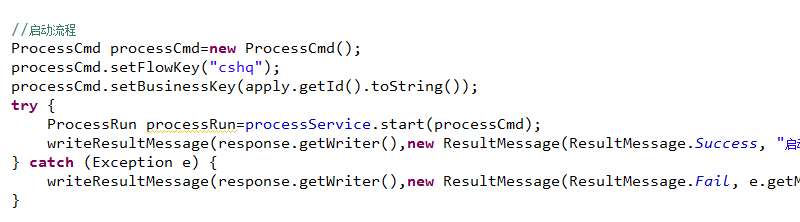 //启动流程
ProcessCmd processCmd=new ProcessCmd();
processCmd.setFlowKey("cshq");
processCmd.setBusinessKey(apply.getId().toString());
try {
    ProcessRun processRun=processService.start(processCmd);
    writeResultMessage(response.getWriter(),new ResultMessage(ResultMessage.Success, "启
} catch (Exception e) {
    writeResultMessage(response.getWriter(),new ResultMessage(ResultMessage.Fail, e.getM
}